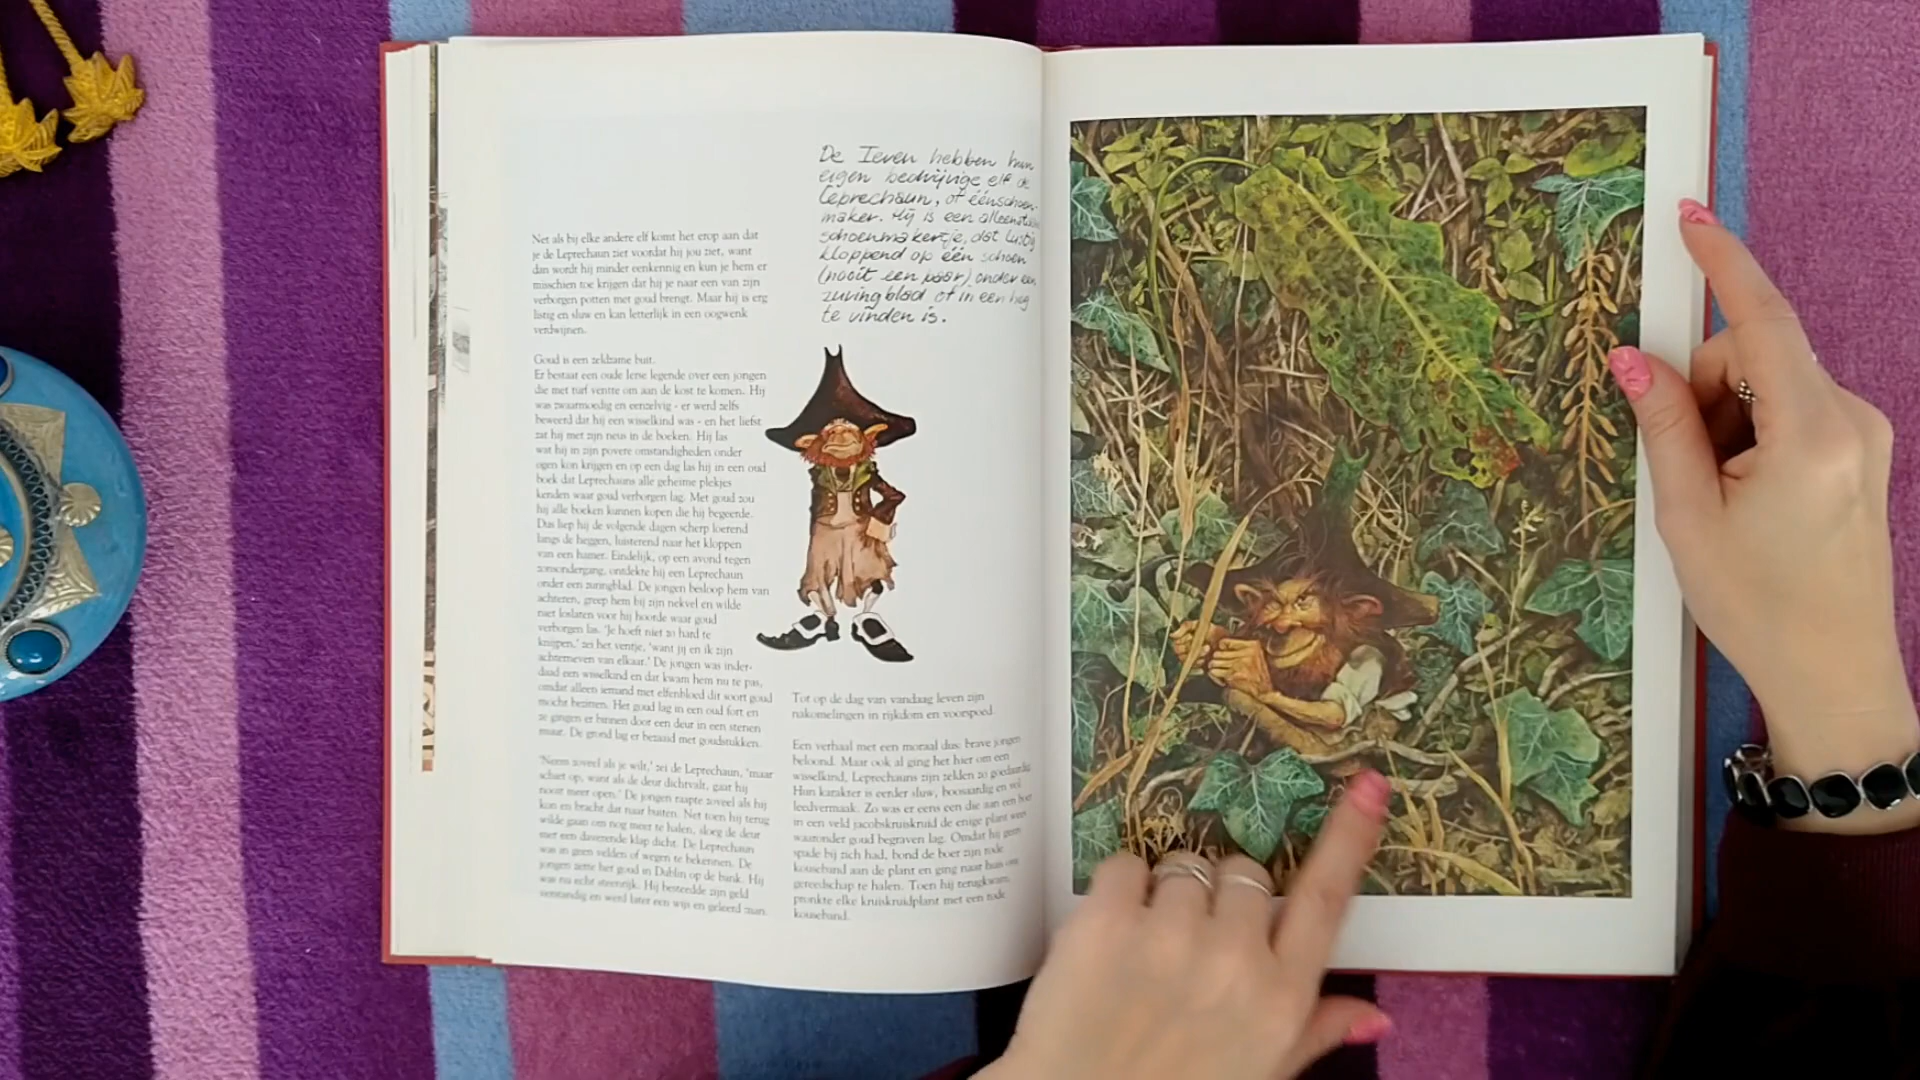 De Ieren hebben hun
eigen bedrijvige elf de
Leprechaun, of éénschoen-
maker. Hij is een alleenst
schoenmakertje, dat lustig
kloppend op één schoen
(nooit een paar) onder een
zuringblad of in een heg
te vinden is.
Net als bij elke andere elf komt het erop aan dat
je de Leprechaun ziet voordat hij jou ziet, want
dan wordt hij minder eenkennig en kun je hem er
misschien toe krijgen dat hij je naar een van zijn
verborgen potten met goud brengt. Maar hij is erg
listig en sluw en kan letterlijk in een oogwenk
verdwijnen.
Goud is een zeldzame buit.
Er bestaat een oude Ierse legende over een jongen
die met turf ventte om aan de kost te komen. Hij
was zwaarmoedig en eenzelvig - er werd zelfs
beweerd dat hij een wisselkind was - en het liefst
zat hij met zijn neus in de boeken. Hij las
wat hij in zijn povere omstandigheden onder
ogen kon krijgen en op een dag las hij in een oud
boek dat Leprechauns alle geheime plekjes
kenden waar goud verborgen lag. Met goud zou
hij alle boeken kunnen kopen die hij begeerde.
Dus liep hij de volgende dagen scherp loerend
langs de heggen, luisterend naar het kloppen
van een hamer. Eindelijk, op een avond tegen
zonsondergang, ontdekte hij een Leprechaun
onder een zuringblad. De jongen besloop hem van
achteren, greep hem bij zijn nekvel en wilde
niet loslaten voor hij hoorde waar goud
verborgen las. 'Je hoeft niet zo hard te
knijpen,' zei het ventje, 'want jij en ik zijn
achterneven van elkaar.' De jongen was inder-
daad een wisselkind en dat kwam hem nu te pas,
omdat alleen iemand met elfenbloed dit soort goud
mocht bezitten. Het goud lag in een oud fort en
ze gingen er binnen door een deur in een stenen
muur. De grond lag er bezaaid met goudstukken.
'Neem zoveel als je wilt,' zei de Leprechaun, 'maar
schiet op, want als de deur dichtvalt, gaat hij
nooit meer open.' De jongen raapte zoveel als hij
kon en bracht dat naar buiten. Net toen hij terug
wilde gaan om nog meer te halen, sloeg de deur
met een daverende klap dicht. De Leprechaun
was in geen velden of wegen te bekennen. De
jongen zette het goud in Dublin op de bank. Hij
was nu echt steenrijk. Hij besteedde zijn geld
verstandig en werd later een wijs en geleerd man.
Tot op de dag van vandaag leven zijn
nakomelingen in rijkdom en voorspoed.
Een verhaal met een moraal dus: brave jongen
beloond. Maar ook al ging het hier om een
wisselkind, Leprechauns zijn zelden zo goedaardig
Hun karakter is eerder sluw, boosaardig en vol
leedvermaak. Zo was er eens een die aan een boer
in een veld jacobskruiskruid de enige plant wees
waaronder goud begraven lag. Omdat hij geen
spade bij zich had, bond de boer zijn rode
kouseband aan de plant en ging naar huis om
gereedschap te halen. Toen hij terugkwam
pronkte elke kruiskruidplant met een rode
kouseband.